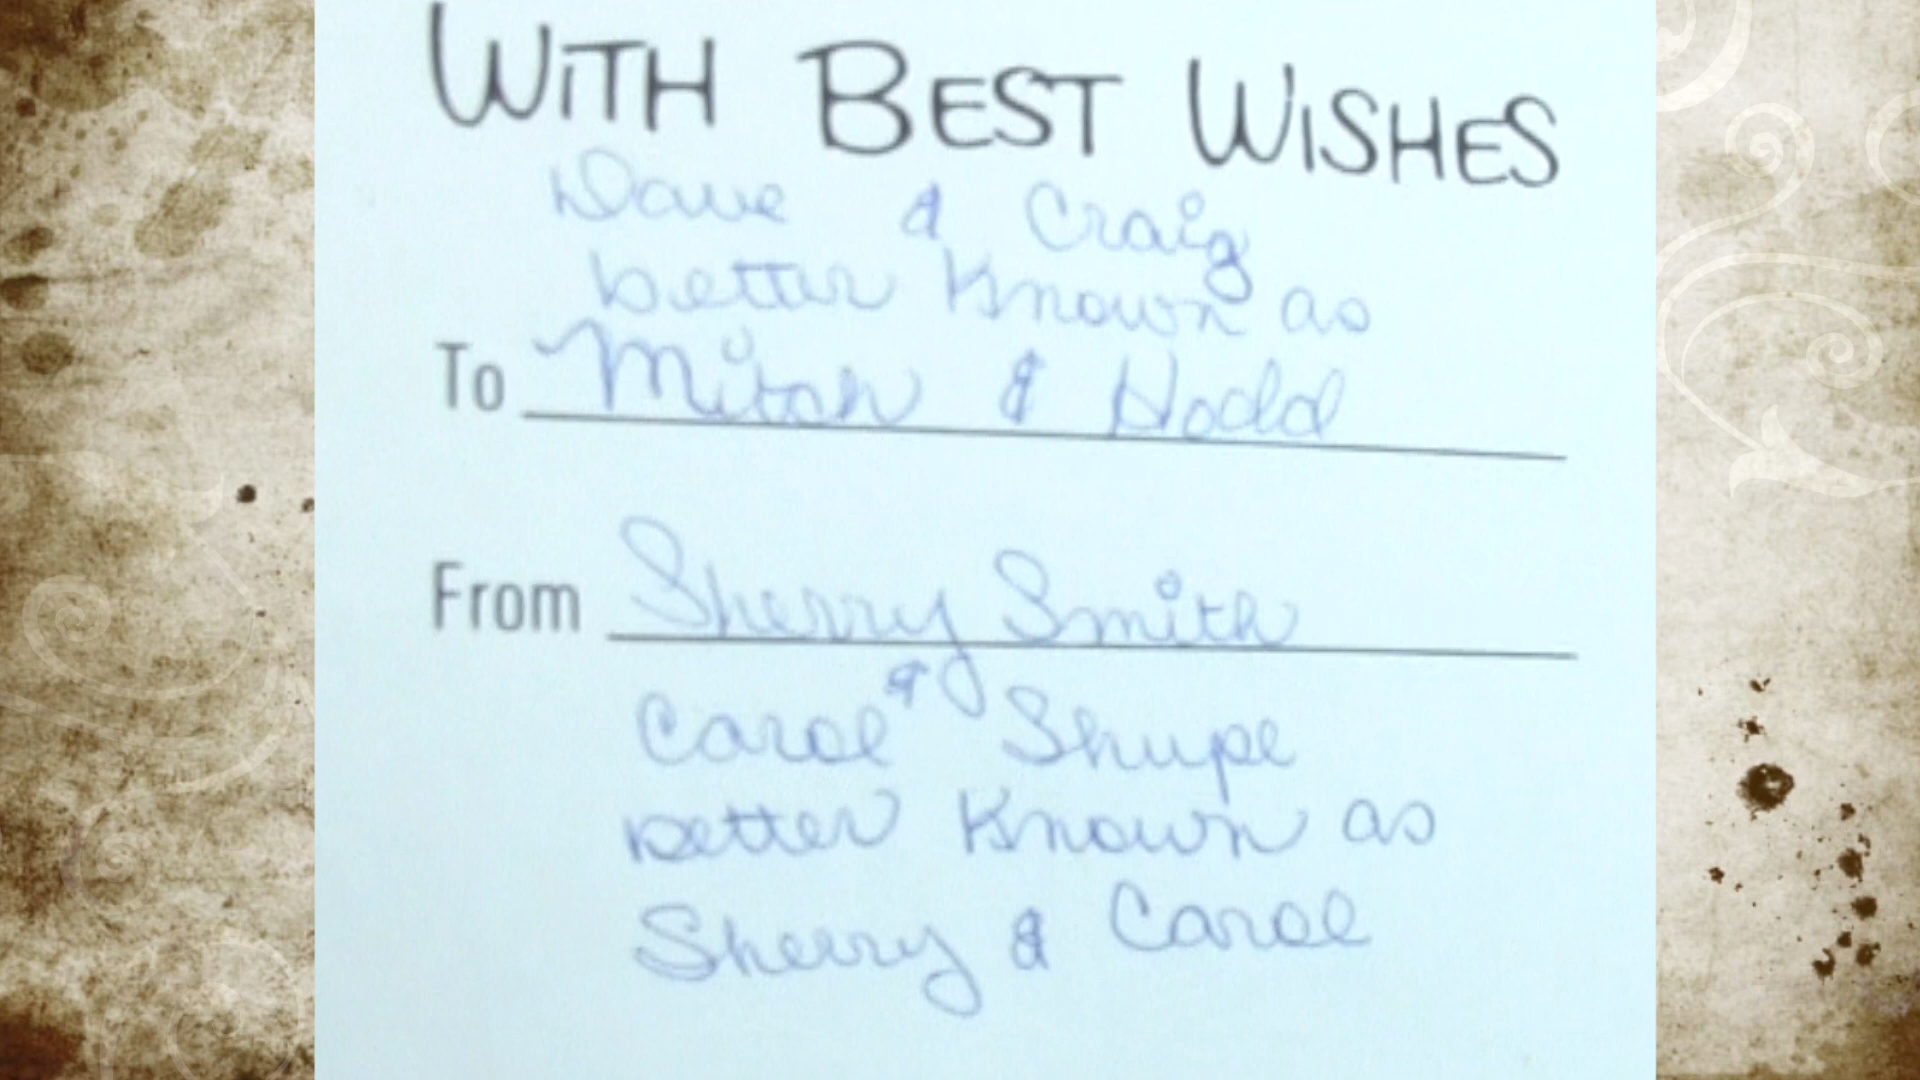 WITH BEST WISHES
Dave & Craig
better Known as
To Mitch & Hodd
From Sherry Smith
&
Carol Shupe
better Known as
Sherry & Carol